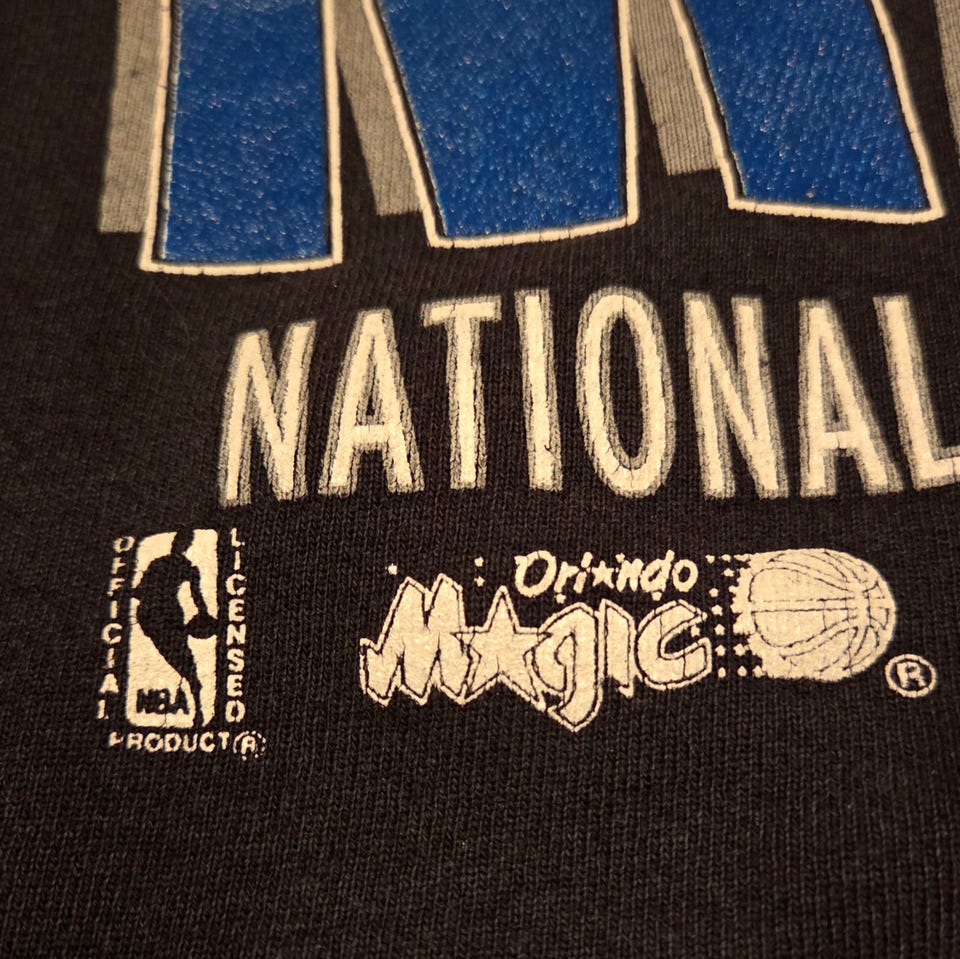 NATIONAL
OFFICIAL LICENSED
NBA
PRODUCT ®
Orlando
MAGIC ®